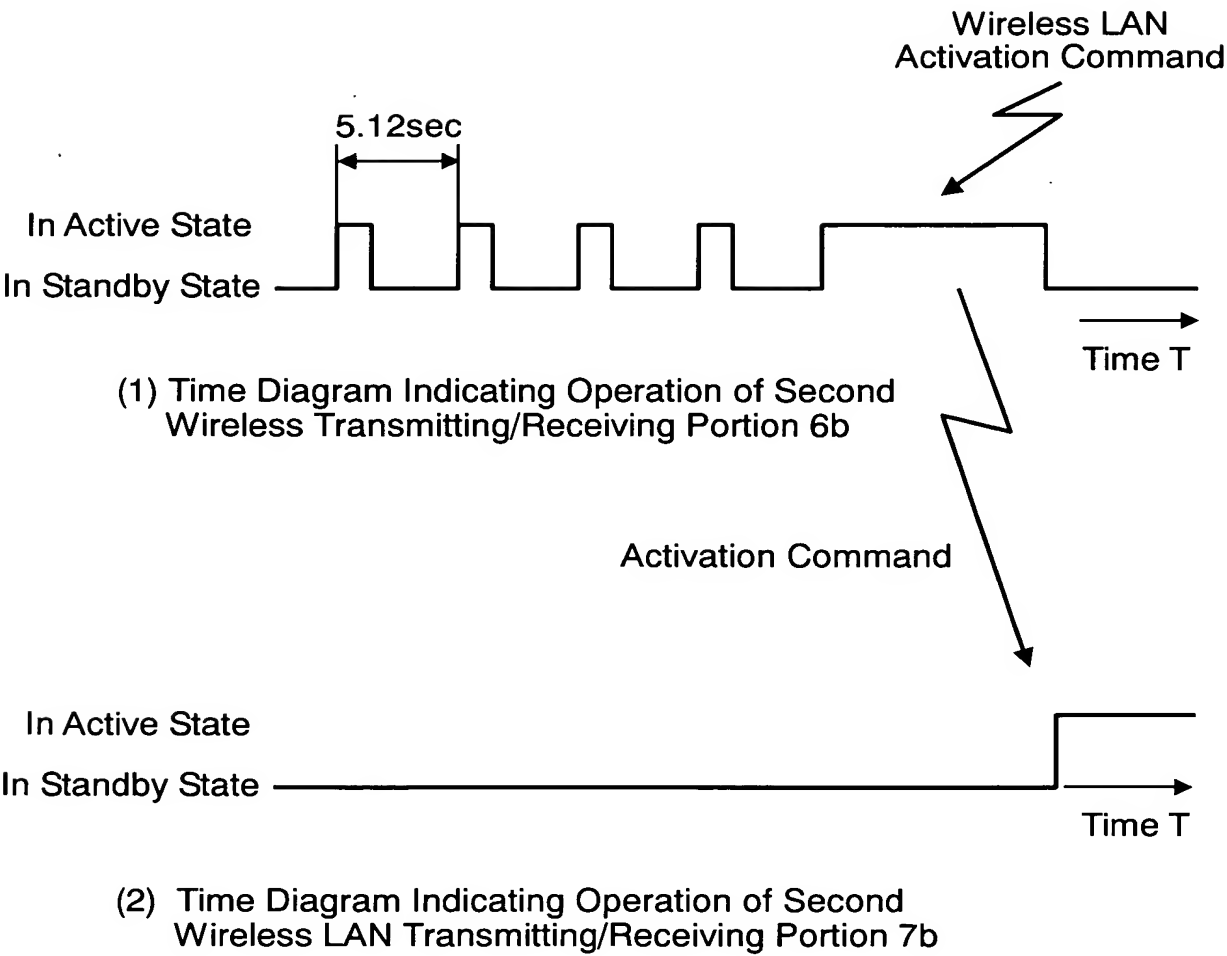 Wireless LAN
Activation Command
5.12sec
In Active State
In Standby State
Time T
(1) Time Diagram Indicating Operation of Second
Wireless Transmitting/Receiving Portion 6b
Activation Command
In Active State
In Standby State
Time T
(2) Time Diagram Indicating Operation of Second
Wireless LAN Transmitting/Receiving Portion 7b